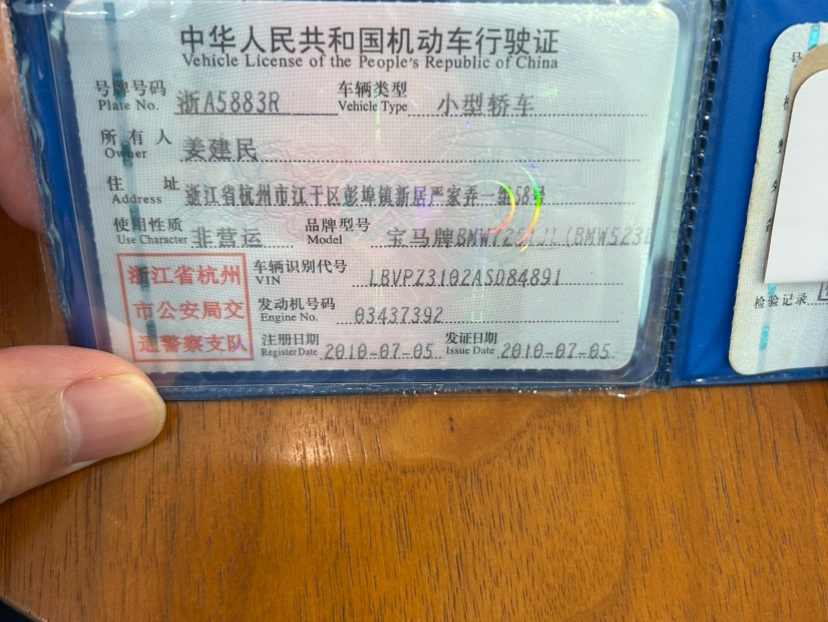 中华人民共和国机动车行驶证
Vehicle License of the People's Republic of China
号牌号码 Plate No. 浙A5883R 车辆类型 Vehicle Type 小型轿车
所有人 Owner 姜建民
住址 Address 浙江省杭州市江干区彭埠镇新居严家弄一组58号
使用性质 Use Character 非营运 品牌型号 Model 宝马牌
浙江省杭州
市公安局交
通警察支队
车辆识别代号 VIN LBVPZ3102ASD84891
发动机号码 Engine No. 03437392
注册日期 Register Date 2010-07-05 发证日期 Issue Date 2010-07-05
检验记录